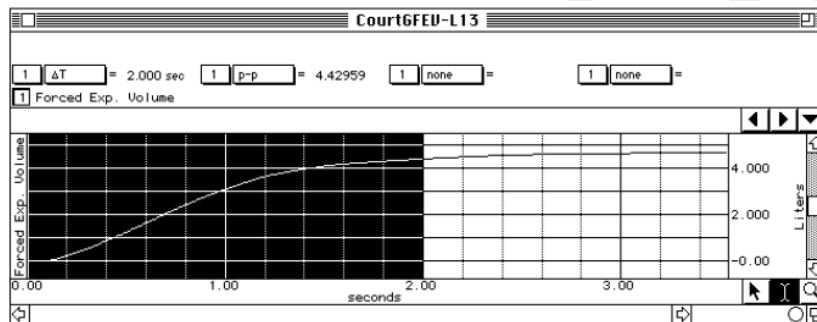 CourtGFEV-L13
1 ΔT = 2.000 sec 1 p-p = 4.42959 1 none = 1 none =
1 Forced Exp. Volume
Forced Exp. Volume
4.000
2.000
-0.00
Liters
0.00 1.00 2.00 3.00
seconds